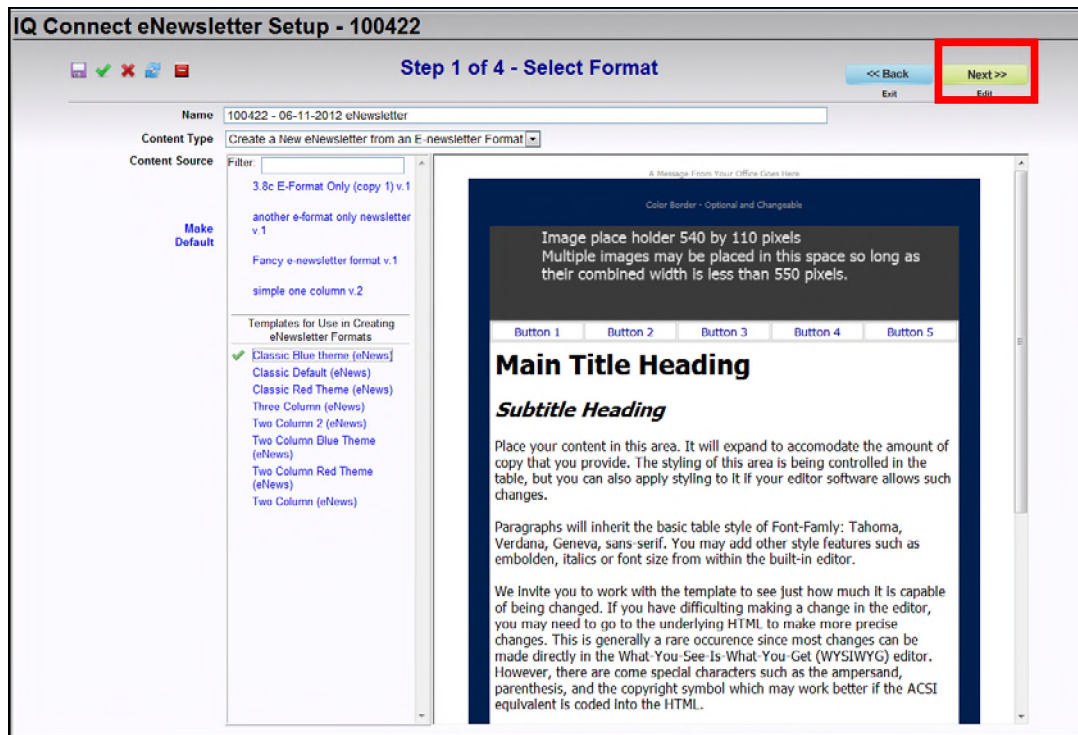 IQ Connect eNewsletter Setup - 100422
Step 1 of 4 - Select Format
<< Back
Next >>
Exit
Edit
Name
100422 - 06-11-2012 eNewsletter
Content Type
Create a New eNewsletter from an E-newsletter Format
Content Source
Make
Default
Filter:
3.8c E-Format Only (copy 1) v.1
another e-format only newsletter
v.1
Fancy e-newsletter format v.1
simple one column v.2
Templates for Use in Creating
eNewsletter Formats
Classic Blue theme (eNews)
Classic Default (eNews)
Classic Red Theme (eNews)
Three Column (eNews)
Two Column 2 (eNews)
Two Column Blue Theme
(eNews)
Two Column Red Theme
(eNews)
Two Column (eNews)
A Message From Your Office Goes Here
Color Border - Optional and Changeable
Image place holder 540 by 110 pixels
Multiple images may be placed in this space so long as
their combined width is less than 550 pixels.
Button 1
Button 2
Button 3
Button 4
Button 5
Main Title Heading
Subtitle Heading
Place your content in this area. It will expand to accomodate the amount of
copy that you provide. The styling of this area is being controlled in the
table, but you can also apply styling to it if your editor software allows such
changes.
Paragraphs will inherit the basic table style of Font-Famly: Tahoma,
Verdana, Geneva, sans-serif. You may add other style features such as
embolden, italics or font size from within the built-in editor.
We invite you to work with the template to see just how much it is capable
of being changed. If you have difficulting making a change in the editor,
you may need to go to the underlying HTML to make more precise
changes. This is generally a rare occurence since most changes can be
made directly in the What-You-See-Is-What-You-Get (WYSIWYG) editor.
However, there are come special characters such as the ampersand,
parenthesis, and the copyright symbol which may work better if the ACSI
equivalent is coded into the HTML.